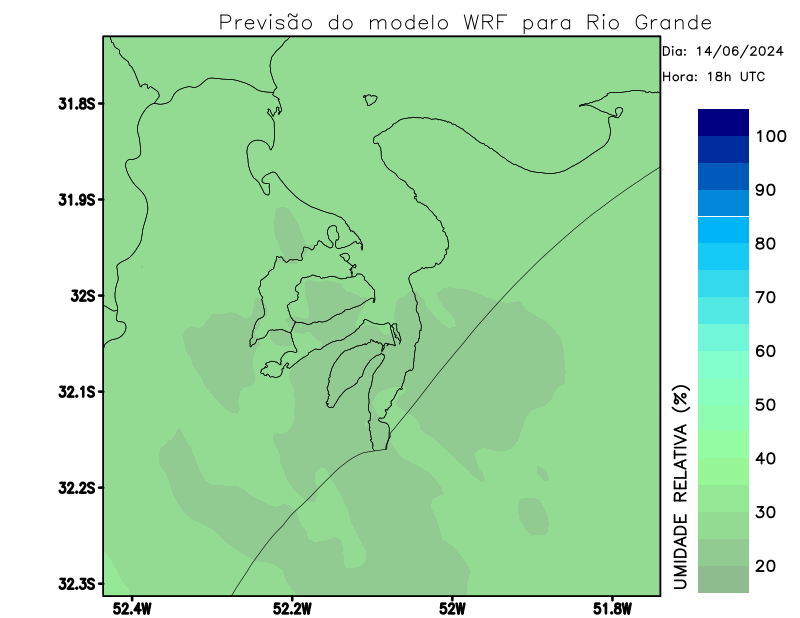 Previsão do modelo WRF para Rio Grande
Dia: 14/06/2024
Hora: 18h UTC
31.8S
31.9S
32S
32.1S
32.2S
32.3S
52.4W
52.2W
52W
51.8W
100
90
80
70
60
50
40
30
20
UMIDADE RELATIVA (%)